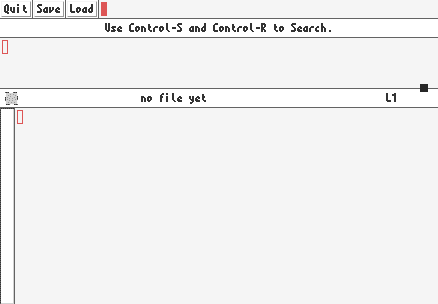 Quit Save Load
Use Control-S and Control-R to Search.
no file yet L1